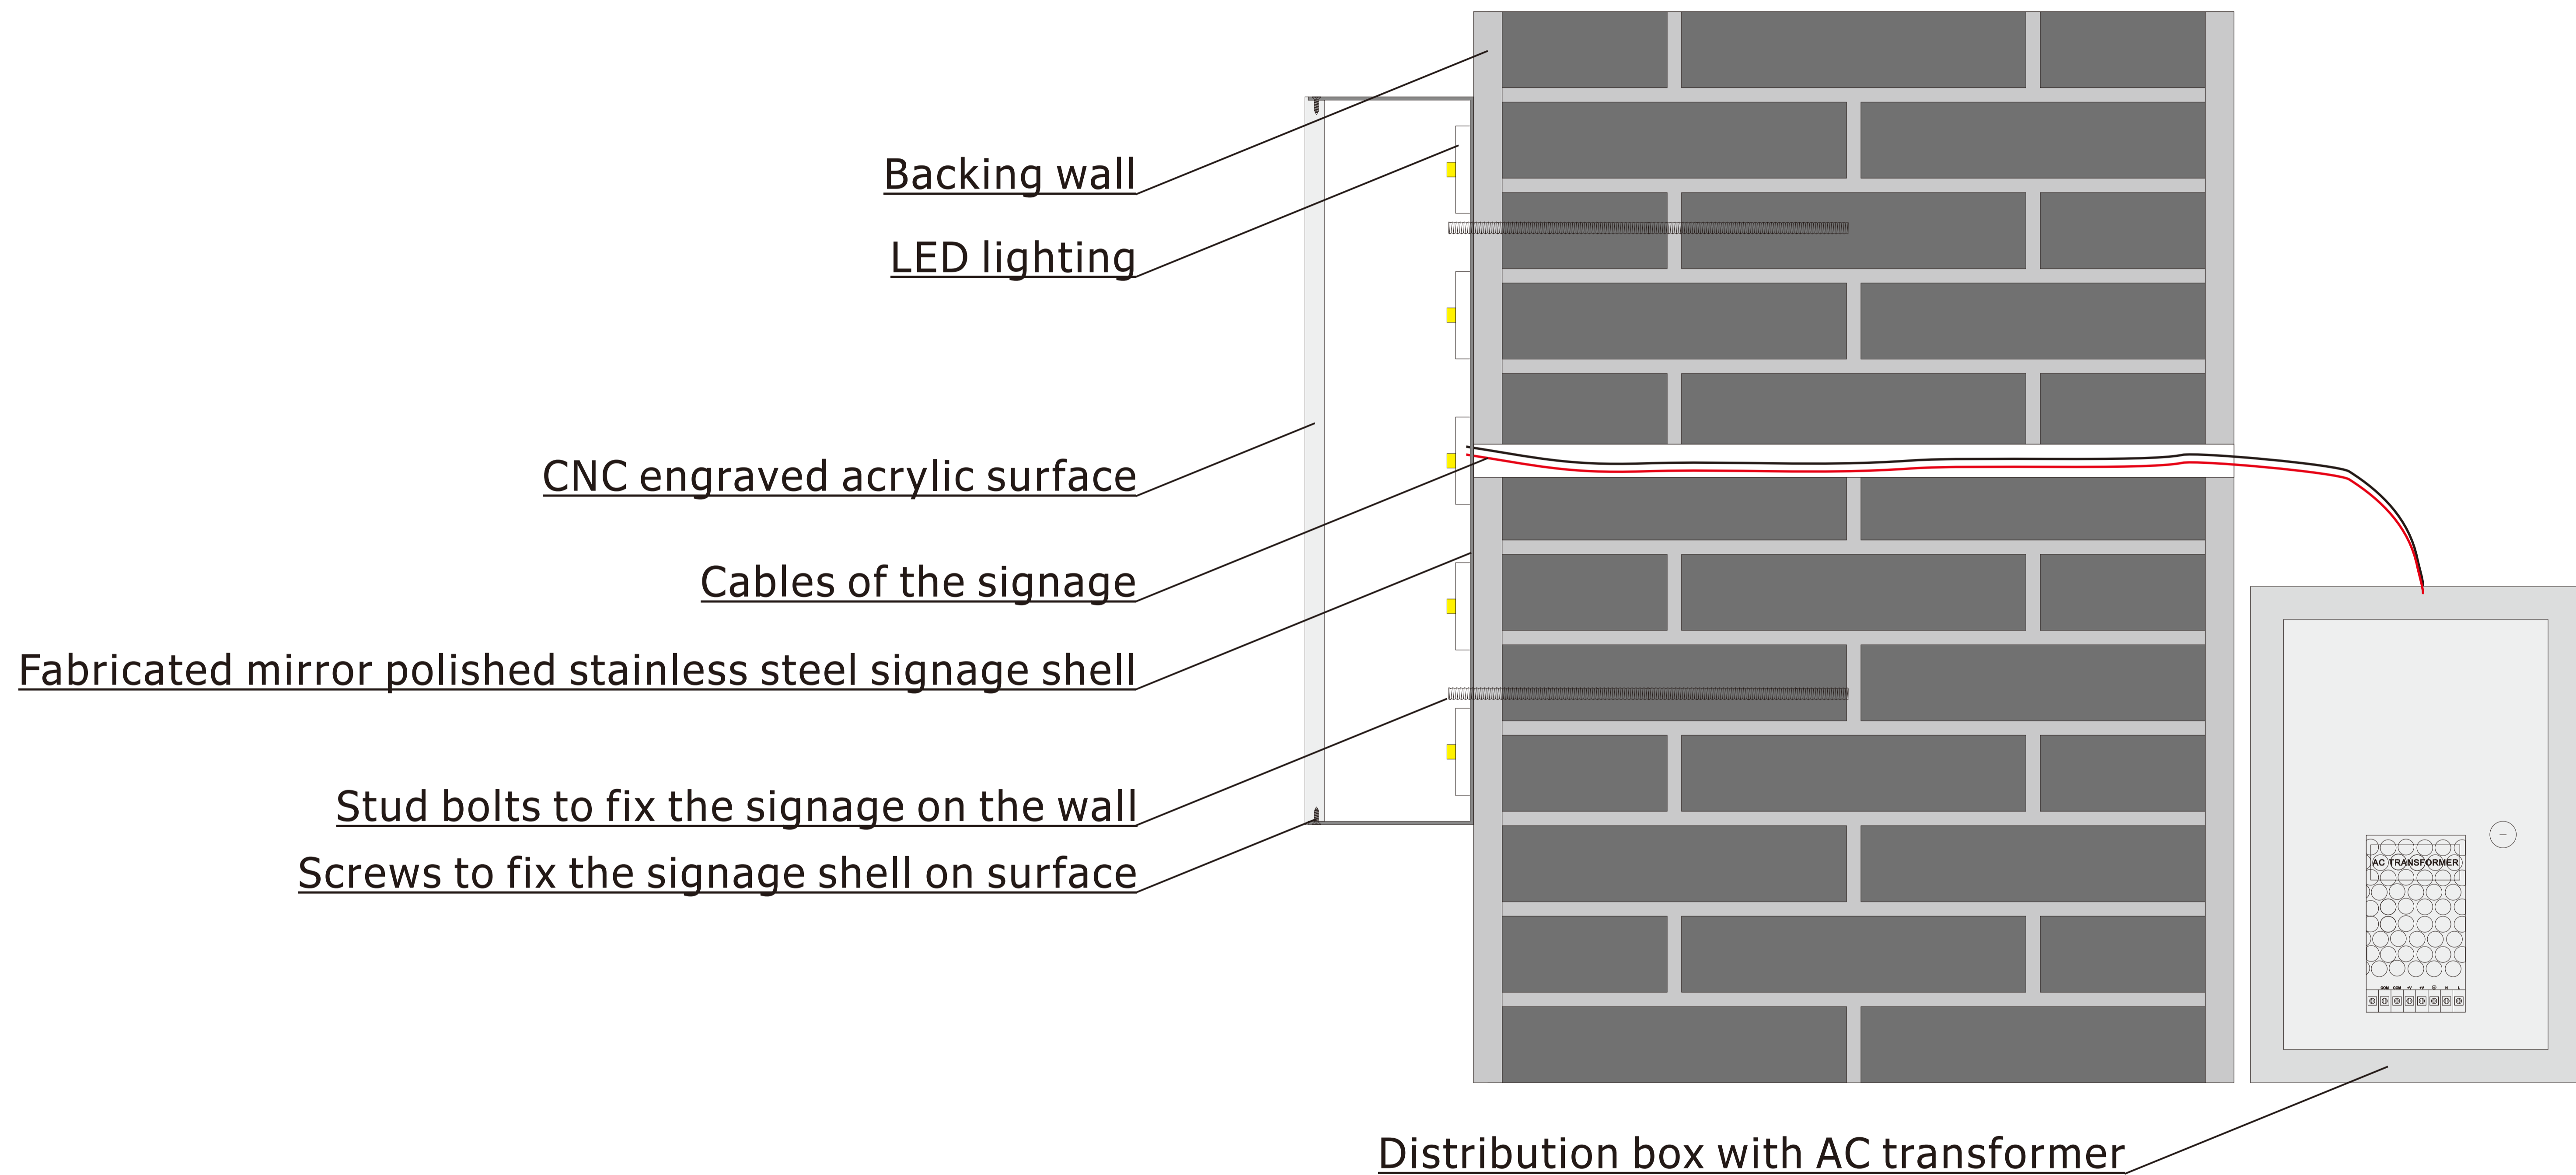 Backing wall
LED lighting
CNC engraved acrylic surface
Cables of the signage
Fabricated mirror polished stainless steel signage shell
Stud bolts to fix the signage on the wall
Screws to fix the signage shell on surface
AC TRANSFORMER
COM COM +V +V ⏚ N L
Distribution box with AC transformer